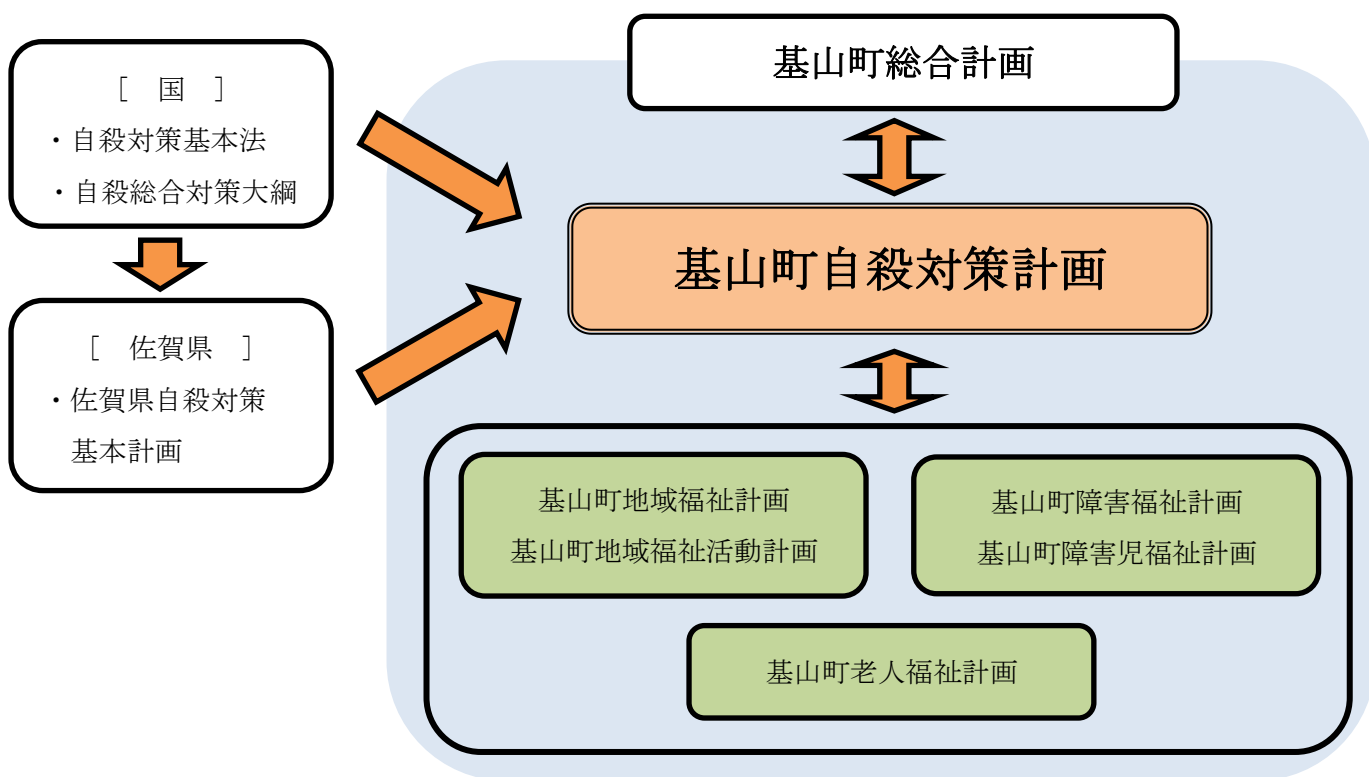 ［　国　］
・自殺対策基本法
・自殺総合対策大綱
［　佐賀県　］
・佐賀県自殺対策
基本計画
基山町総合計画
基山町自殺対策計画
基山町地域福祉計画
基山町地域福祉活動計画
基山町障害福祉計画
基山町障害児福祉計画
基山町老人福祉計画